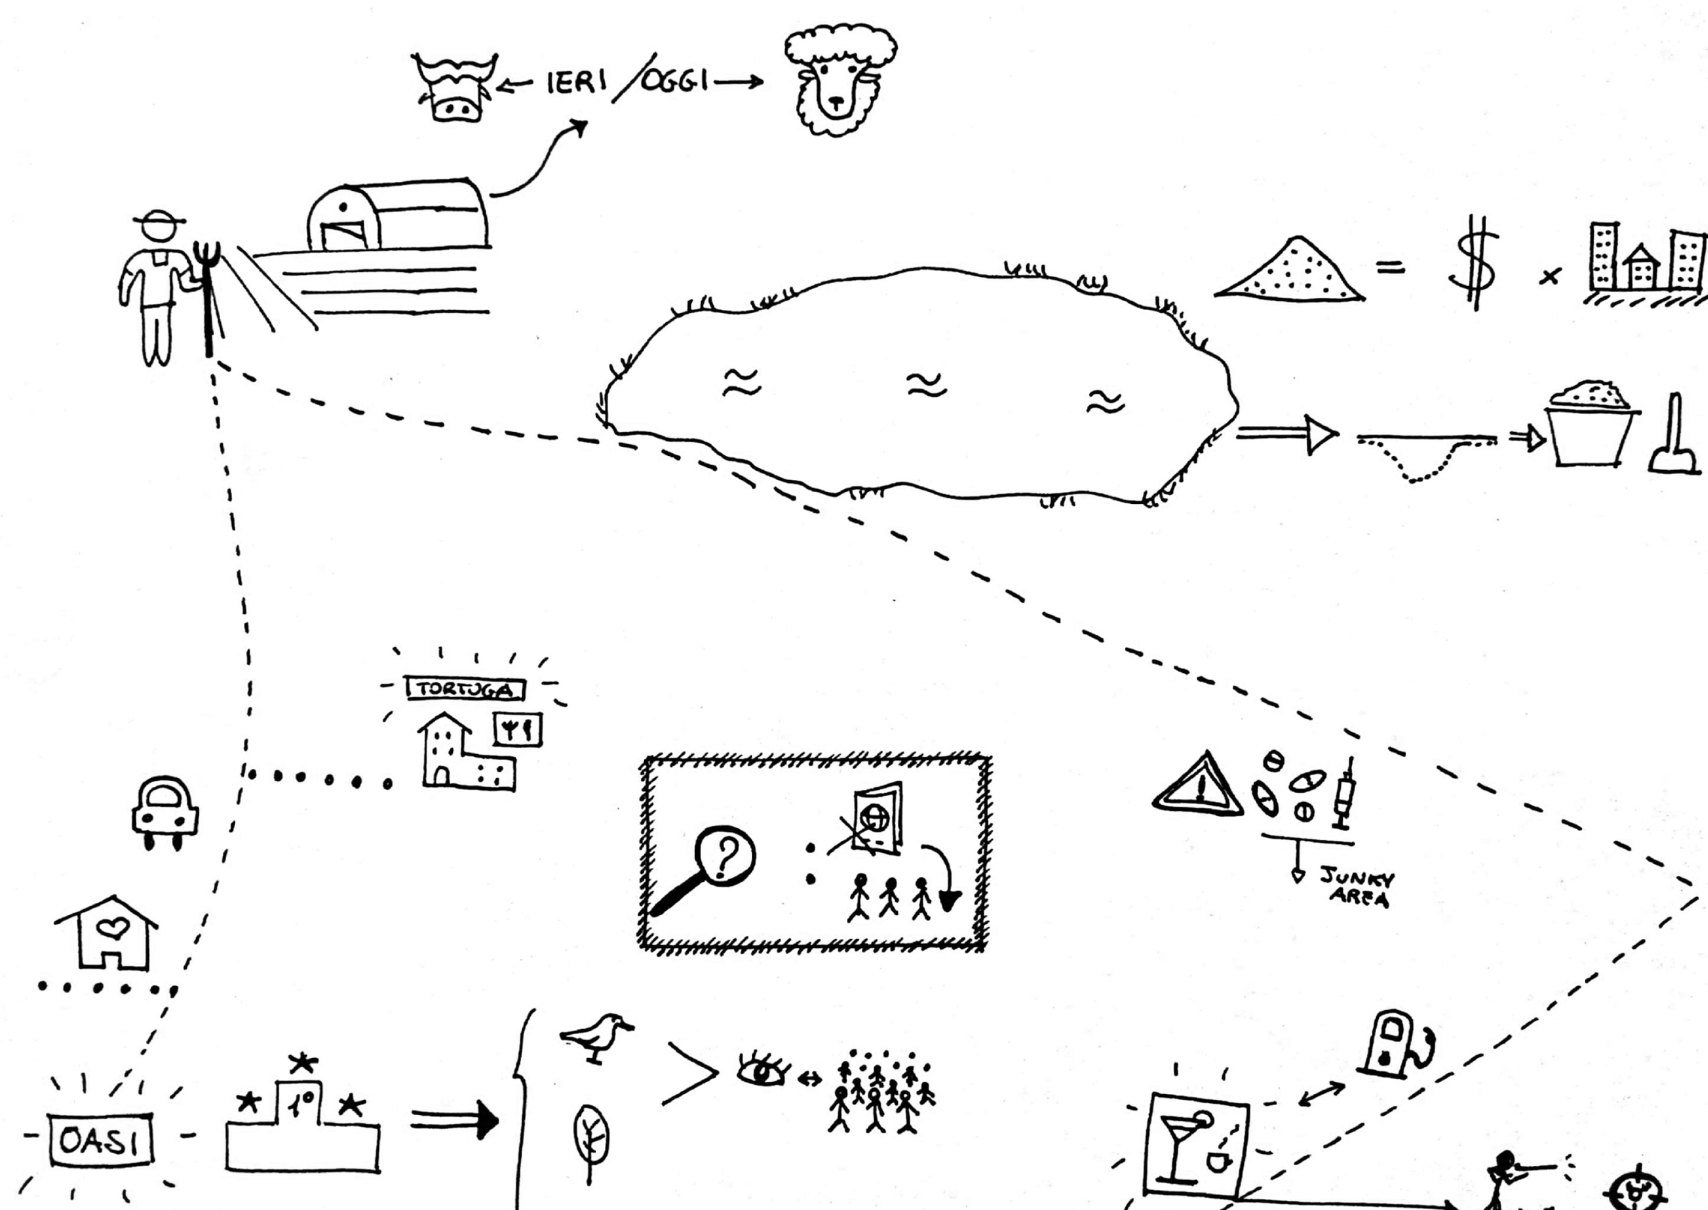 IERI / OGGI
= $ x
TORTUGA
!
?
JUNKY
AREA
1°
OASI